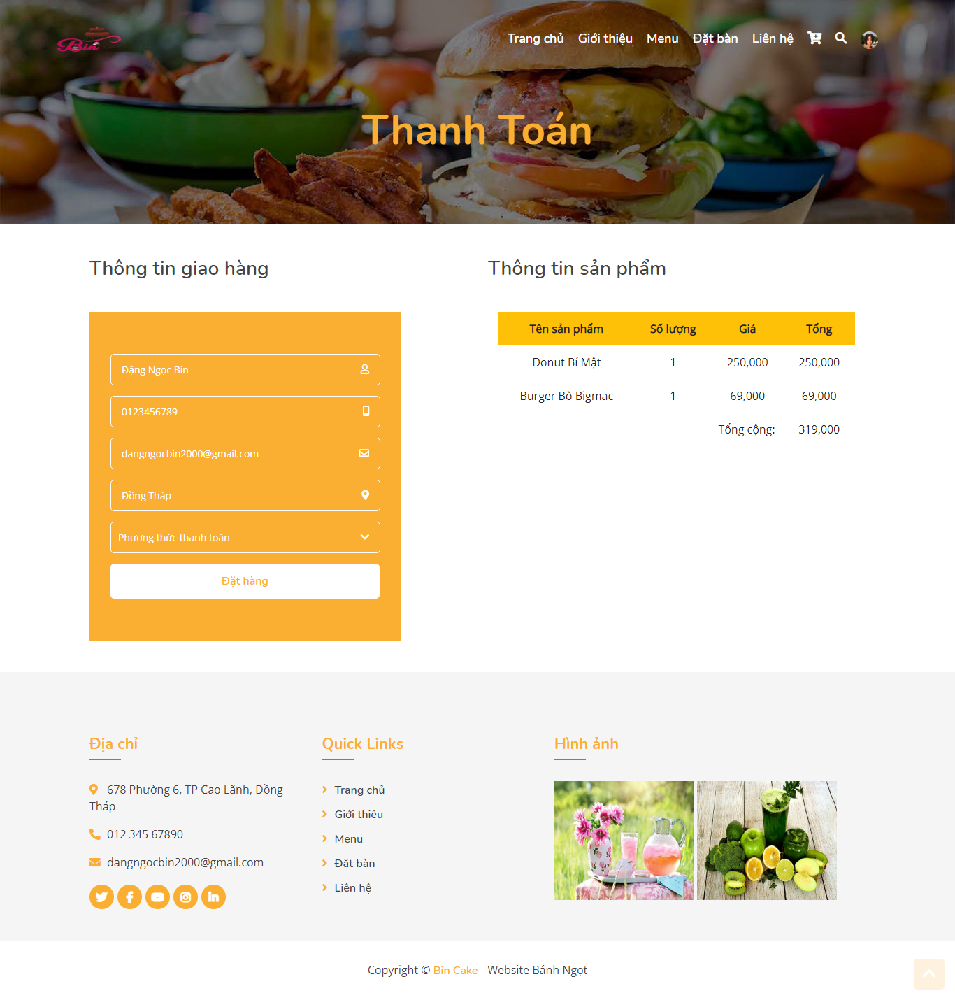 Bin
Trang chủ Giới thiệu Menu Đặt bàn Liên hệ
Thanh Toán
Thông tin giao hàng
Đặng Ngọc Bin
0123456789
dangngocbin2000@gmail.com
Đồng Tháp
Phương thức thanh toán
Đặt hàng
Thông tin sản phẩm
Tên sản phẩm Số lượng Giá Tổng
Donut Bí Mật 1 250,000 250,000
Burger Bò Bigmac 1 69,000 69,000
Tổng cộng: 319,000
Địa chỉ
678 Phường 6, TP Cao Lãnh, Đồng
Tháp
012 345 67890
dangngocbin2000@gmail.com
Quick Links
Trang chủ
Giới thiệu
Menu
Đặt bàn
Liên hệ
Hình ảnh
Copyright © Bin Cake - Website Bánh Ngọt